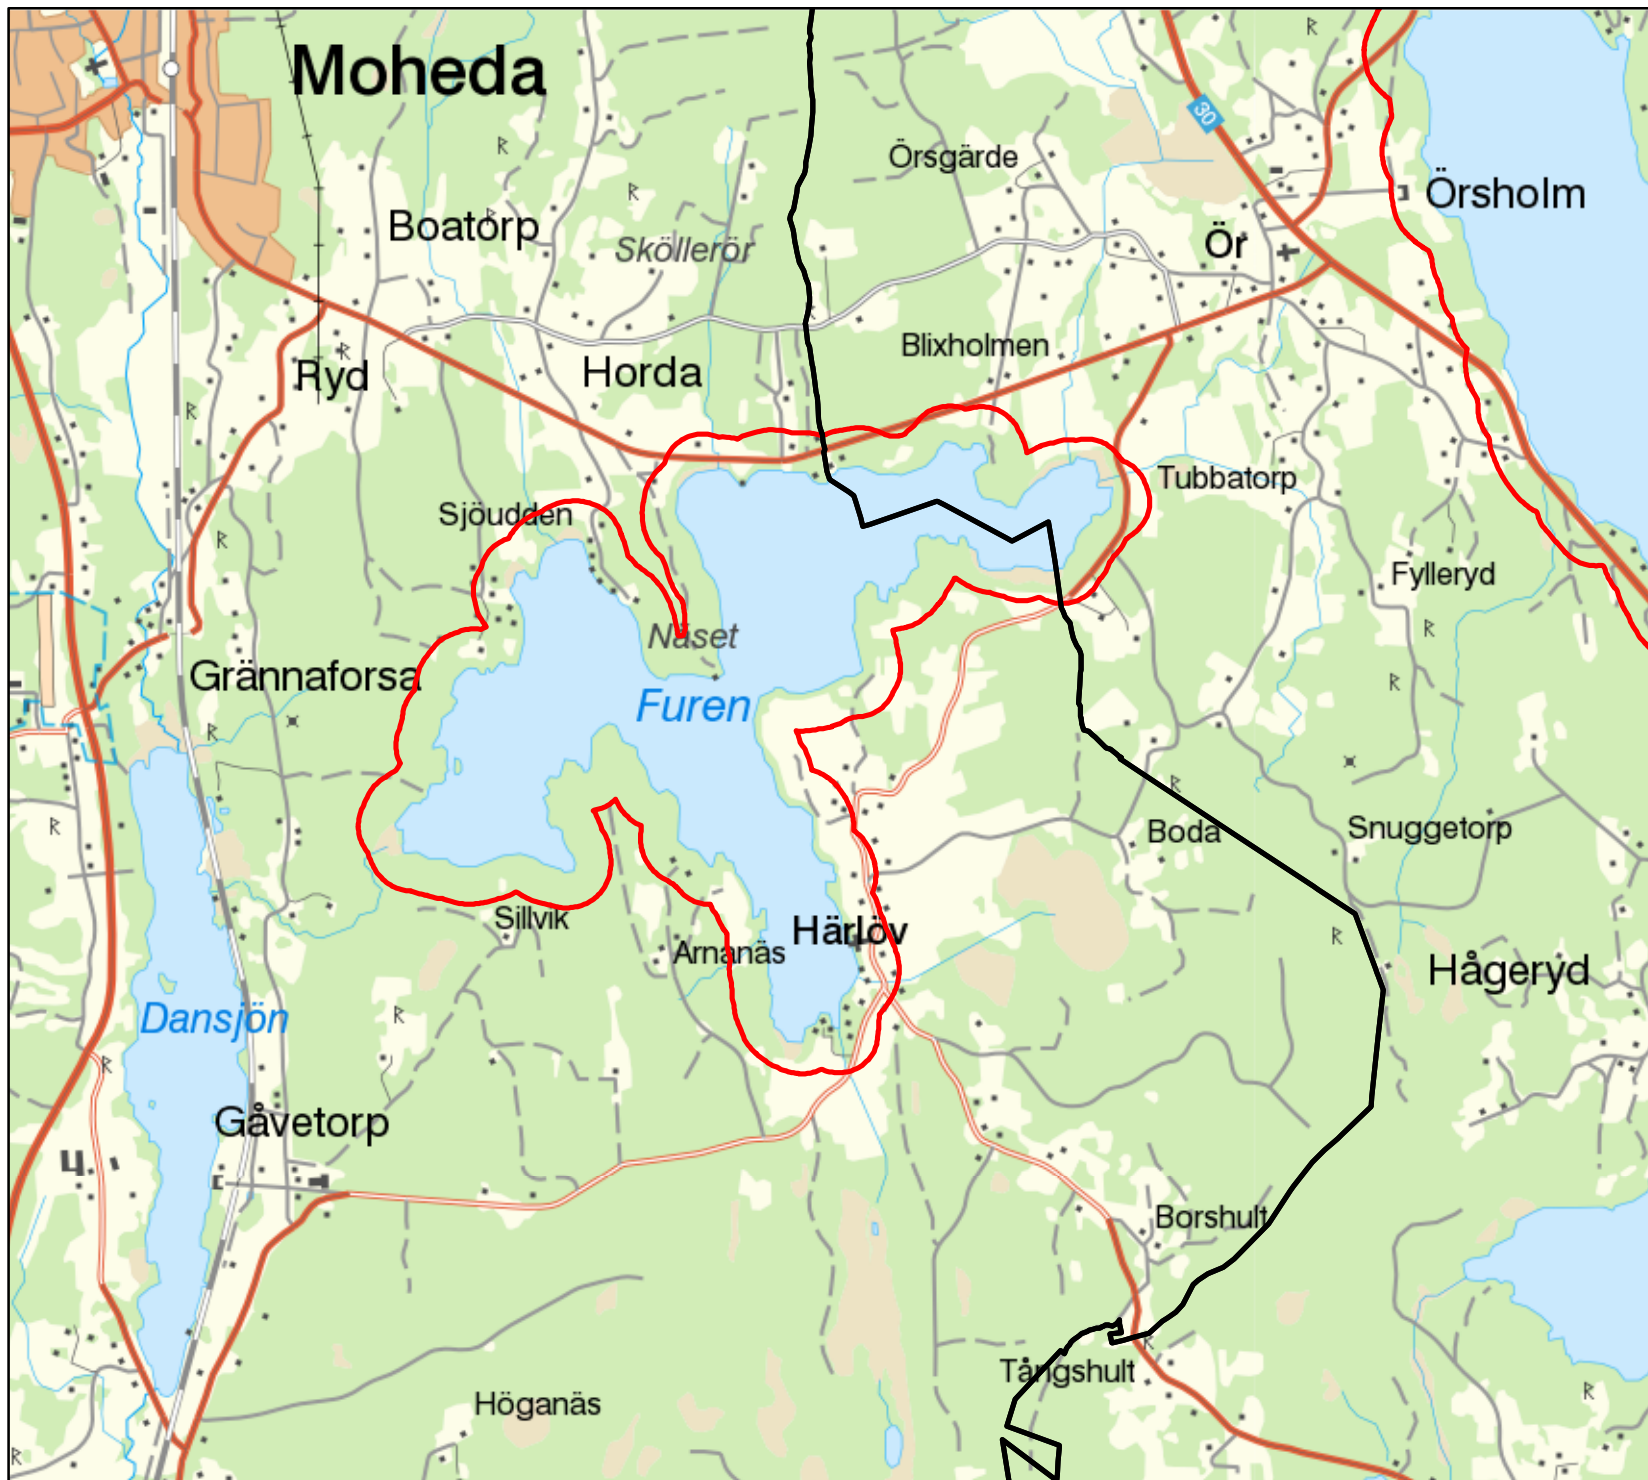 Moheda
30
Örsgärde
Örsholm
Boatorp
Sköllerör
Ör
Blixholmen
Ryd
Horda
Tubbatorp
Sjöudden
Fylleryd
Näset
Grännaforsa
Furen
Boda
Snuggetorp
Sillvik
Härlöv
Arnanäs
Hågeryd
Dansjön
Gåvetorp
Borshult
Tångshult
Höganäs